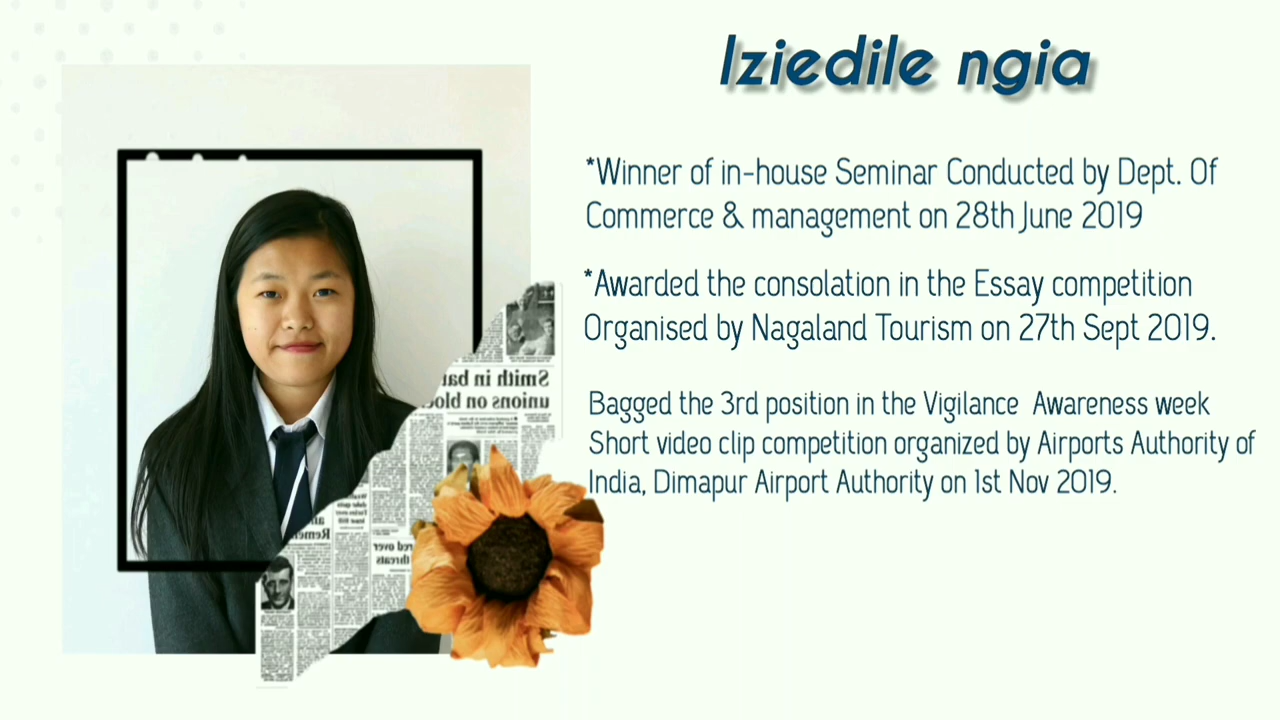 Iziedile ngia
*Winner of in-house Seminar Conducted by Dept. Of
Commerce & management on 28th June 2019
*Awarded the consolation in the Essay competition
Organised by Nagaland Tourism on 27th Sept 2019.
Bagged the 3rd position in the Vigilance Awareness week
Short video clip competition organized by Airports Authority of
India, Dimapur Airport Authority on 1st Nov 2019.
Smith in
unions on
over
threats